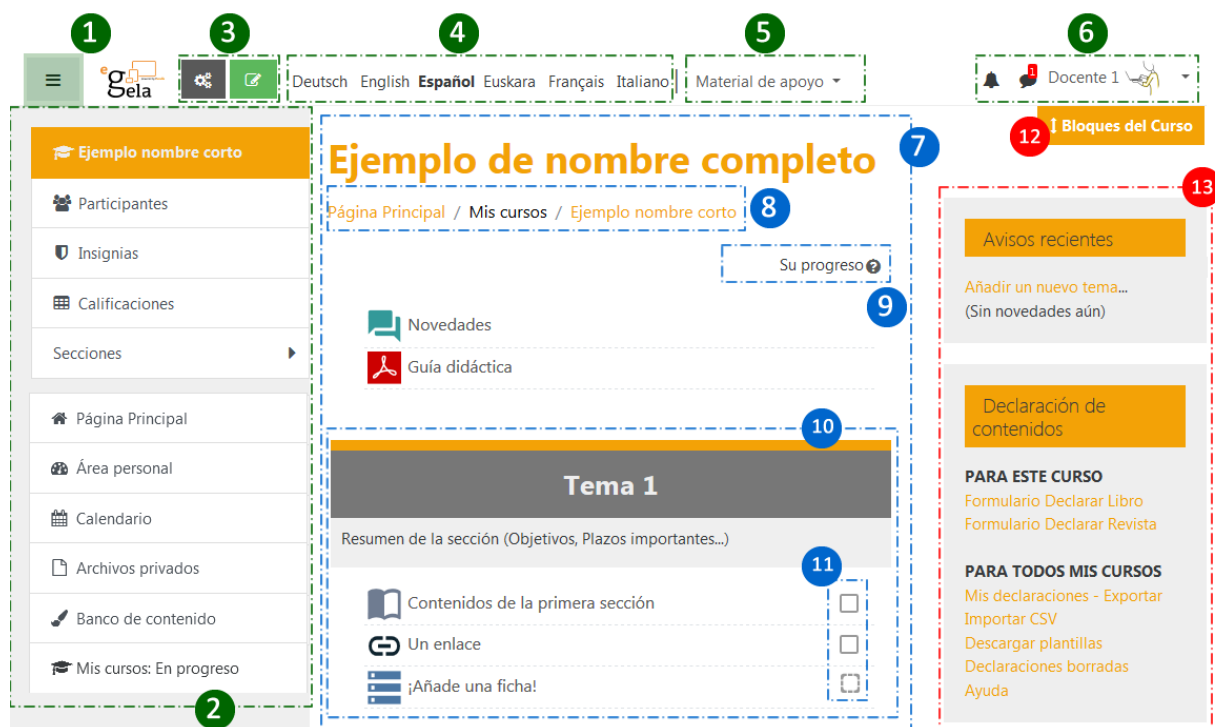 1
3
4
5
6
eGela
Deutsch English Español Euskara Français Italiano
Material de apoyo
1
Docente 1
12
Bloques del Curso
Ejemplo nombre corto
Participantes
Insignias
Calificaciones
Secciones
Página Principal
Área personal
Calendario
Archivos privados
Banco de contenido
Mis cursos: En progreso
2
7
Ejemplo de nombre completo
Página Principal / Mis cursos / Ejemplo nombre corto
8
Su progreso
9
Novedades
Guía didáctica
10
Tema 1
Resumen de la sección (Objetivos, Plazos importantes...)
11
Contenidos de la primera sección
Un enlace
¡Añade una ficha!
13
Avisos recientes
Añadir un nuevo tema...
(Sin novedades aún)
Declaración de
contenidos
PARA ESTE CURSO
Formulario Declarar Libro
Formulario Declarar Revista
PARA TODOS MIS CURSOS
Mis declaraciones - Exportar
Importar CSV
Descargar plantillas
Declaraciones borradas
Ayuda